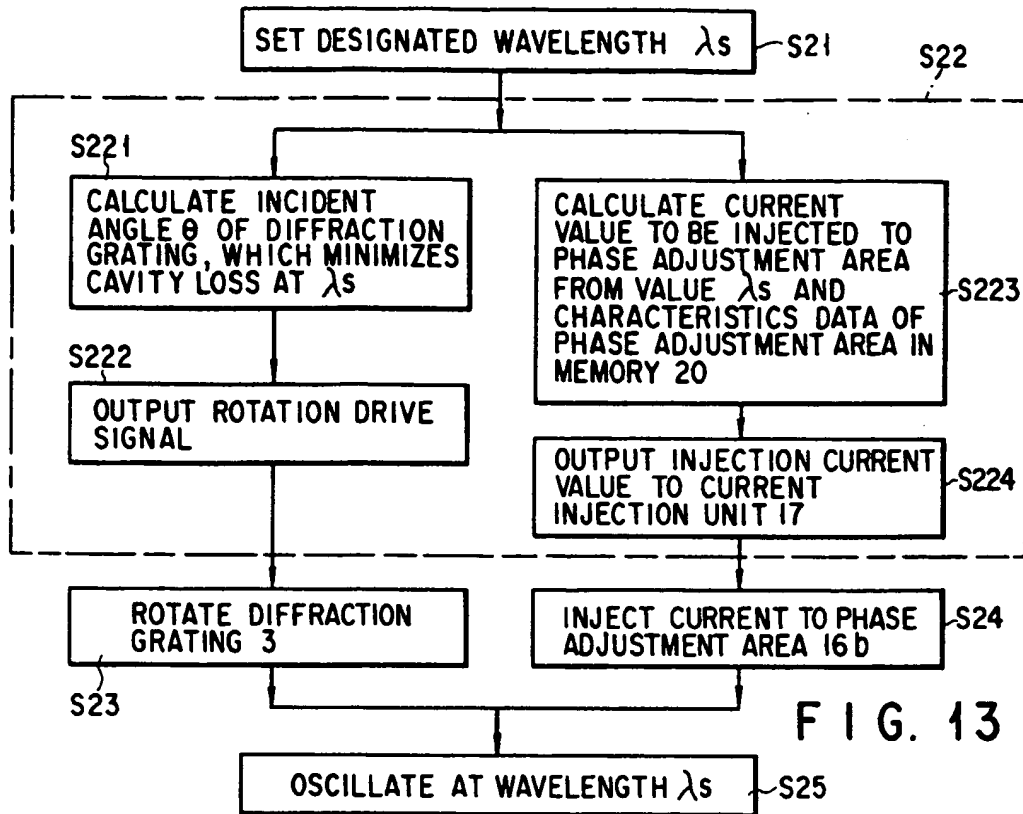 SET DESIGNATED WAVELENGTH λs
S21
S22
S221
CALCULATE INCIDENT
ANGLE θ OF DIFFRACTION
GRATING, WHICH MINIMIZES
CAVITY LOSS AT λs
CALCULATE CURRENT
VALUE TO BE INJECTED TO
PHASE ADJUSTMENT AREA
FROM VALUE λs AND
CHARACTERISTICS DATA OF
PHASE ADJUSTMENT AREA IN
MEMORY 20
S223
S222
OUTPUT ROTATION DRIVE
SIGNAL
OUTPUT INJECTION CURRENT
VALUE TO CURRENT
INJECTION UNIT 17
S224
ROTATE DIFFRACTION
GRATING 3
S23
INJECT CURRENT TO PHASE
ADJUSTMENT AREA 16b
S24
FIG. 13
OSCILLATE AT WAVELENGTH λs
S25